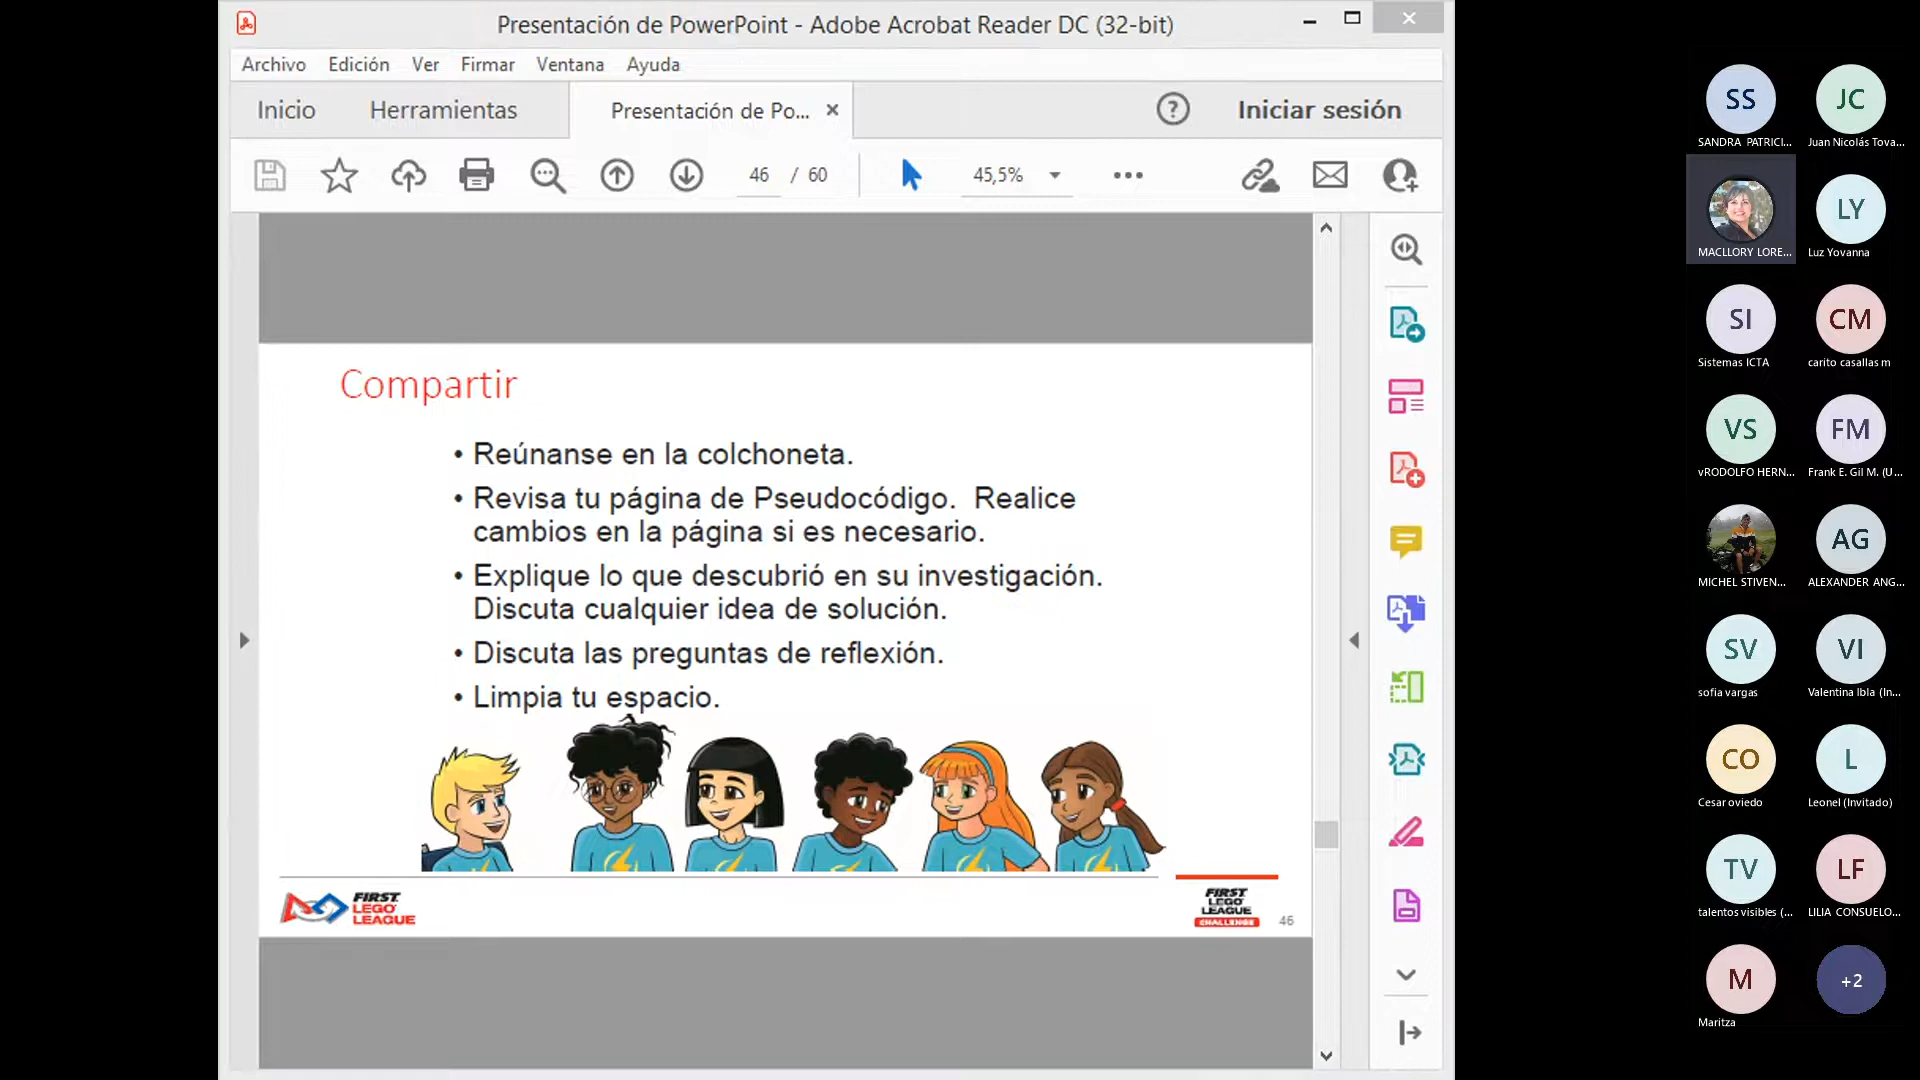 Presentación de PowerPoint - Adobe Acrobat Reader DC (32-bit)
Archivo Edición Ver Firmar Ventana Ayuda
Inicio Herramientas Presentación de Po... Iniciar sesión
46 / 60 45,5%
Compartir
• Reúnanse en la colchoneta.
• Revisa tu página de Pseudocódigo. Realice
cambios en la página si es necesario.
• Explique lo que descubrió en su investigación.
Discuta cualquier idea de solución.
• Discuta las preguntas de reflexión.
• Limpia tu espacio.
FIRST
LEGO
LEAGUE
FIRST
LEGO
LEAGUE
CHALLENGE
46
SS JC
SANDRA PATRICI... Juan Nicolás Tova...
LY
MACLLORY LORE... Luz Yovanna
SI CM
Sistemas ICTA carito casallas m
VS FM
vRODOLFO HERN... Frank E. Gil M. (U...
AG
MICHEL STIVEN... ALEXANDER ANG...
SV VI
sofia vargas Valentina Ibla (In...
CO L
Cesar oviedo Leonel (Invitado)
TV LF
talentos visibles (... LILIA CONSUELO...
M +2
Maritza